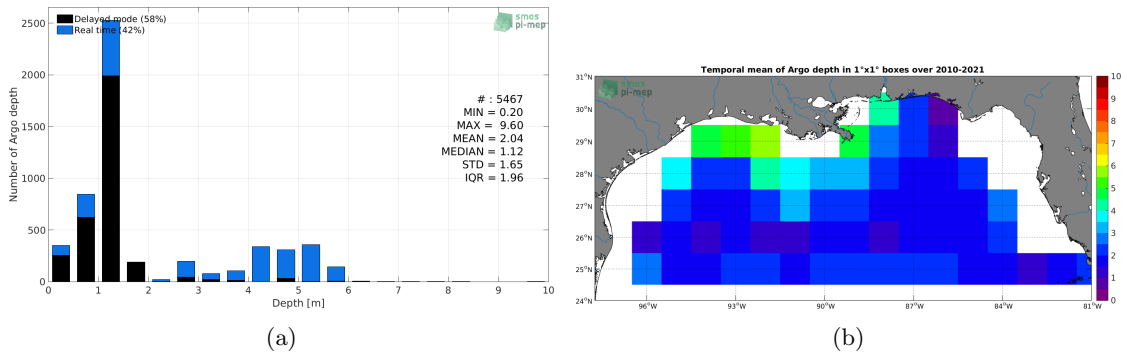 Delayed mode (58%)
Real time (42%)
smos
pi-mep
2500
2000
1500
1000
500
0
Number of Argo depth
# : 5467
MIN = 0.20
MAX = 9.60
MEAN = 2.04
MEDIAN = 1.12
STD = 1.65
IQR = 1.96
0 1 2 3 4 5 6 7 8 9 10
Depth [m]
(a)
Temporal mean of Argo depth in 1°x1° boxes over 2010-2021
smos
pi-mep
31°N
30°N
29°N
28°N
27°N
26°N
25°N
24°N
96°W 93°W 90°W 87°W 84°W 81°W
10
9
8
7
6
5
4
3
2
1
0
(b)